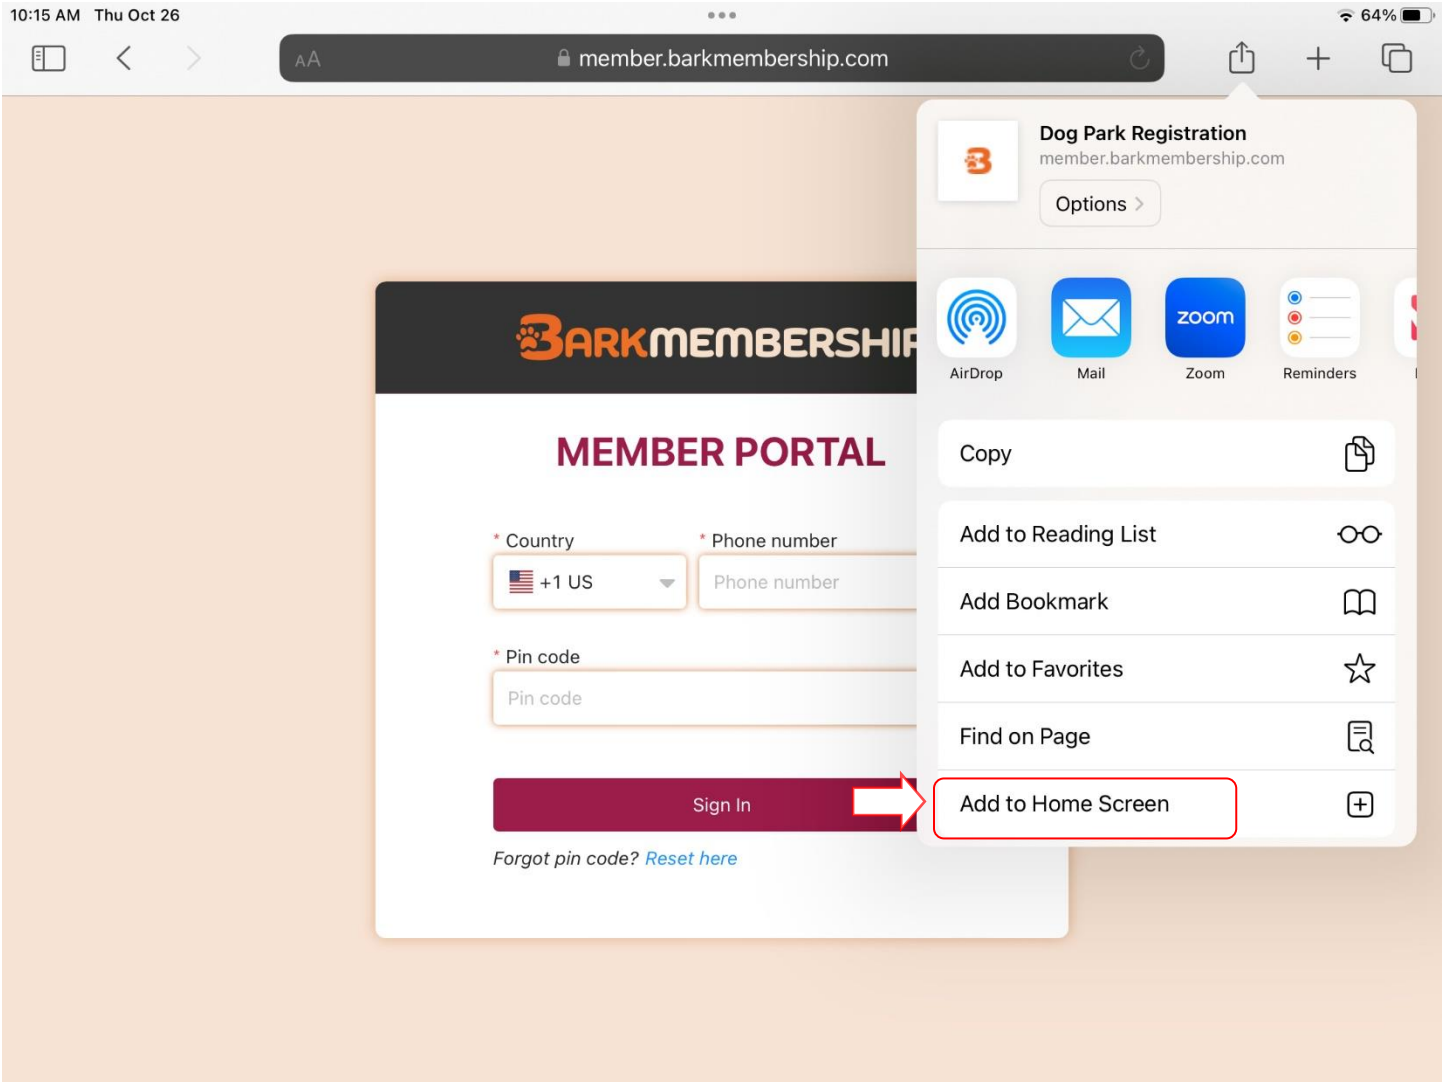 10:15 AM Thu Oct 26
64%
AA
member.barkmembership.com
Dog Park Registration
member.barkmembership.com
Options
zoom
AirDrop
Mail
Zoom
Reminders
BARKMEMBERSHIP
MEMBER PORTAL
* Country
* Phone number
+1 US
Phone number
* Pin code
Pin code
Sign In
Forgot pin code? Reset here
Copy
Add to Reading List
Add Bookmark
Add to Favorites
Find on Page
Add to Home Screen